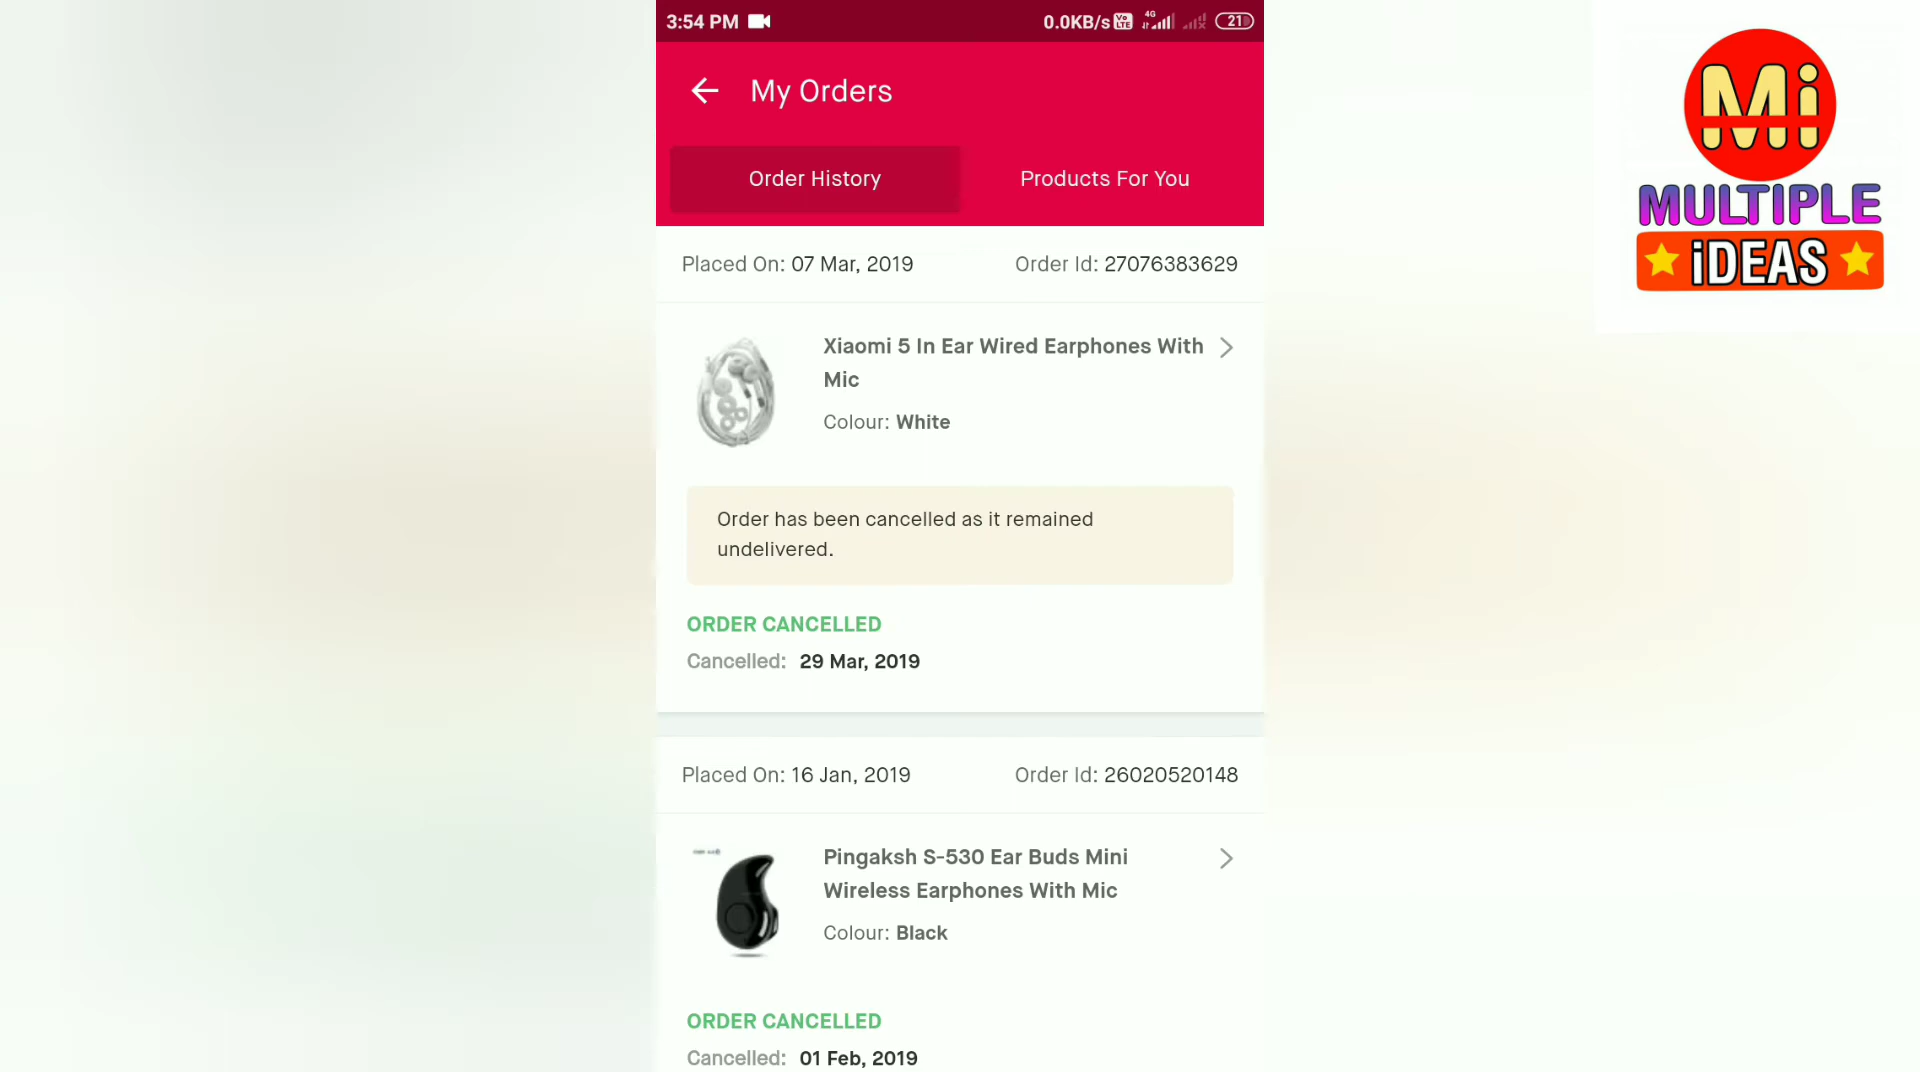 3:54 PM
0.0KB/s Vo LTE 4G 21
My Orders
Order History
Products For You
Placed On: 07 Mar, 2019
Order Id: 27076383629
Xiaomi 5 In Ear Wired Earphones With
Mic
Colour: White
Order has been cancelled as it remained
undelivered.
ORDER CANCELLED
Cancelled: 29 Mar, 2019
Placed On: 16 Jan, 2019
Order Id: 26020520148
Pingaksh S-530 Ear Buds Mini
Wireless Earphones With Mic
Colour: Black
ORDER CANCELLED
Cancelled: 01 Feb, 2019
Mi
MULTIPLE
iDEAS